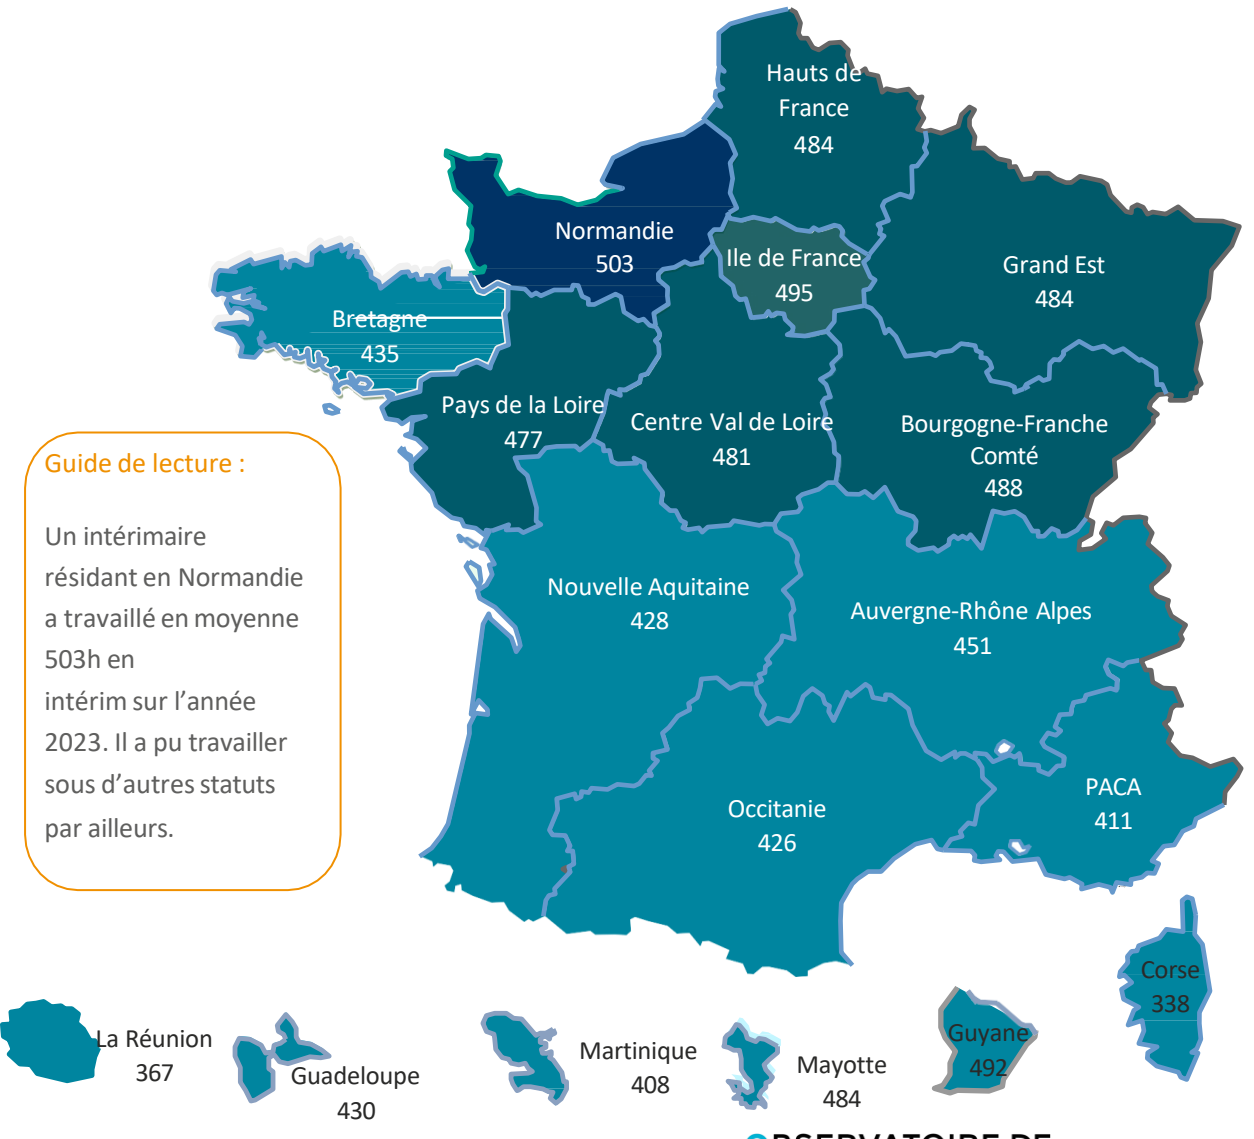 Hauts de
France
484
Normandie
503
Ile de France
495
Grand Est
484
Bretagne
435
Pays de la Loire
477
Centre Val de Loire
481
Bourgogne-Franche
Comté
488
Guide de lecture :
Un intérimaire
résidant en Normandie
a travaillé en moyenne
503h en
intérim sur l’année
2023. Il a pu travailler
sous d’autres statuts
par ailleurs.
Nouvelle Aquitaine
428
Auvergne-Rhône Alpes
451
PACA
411
Occitanie
426
Corse
338
La Réunion
367
Guadeloupe
430
Martinique
408
Mayotte
484
Guyane
492
OBSERVATOIRE DE